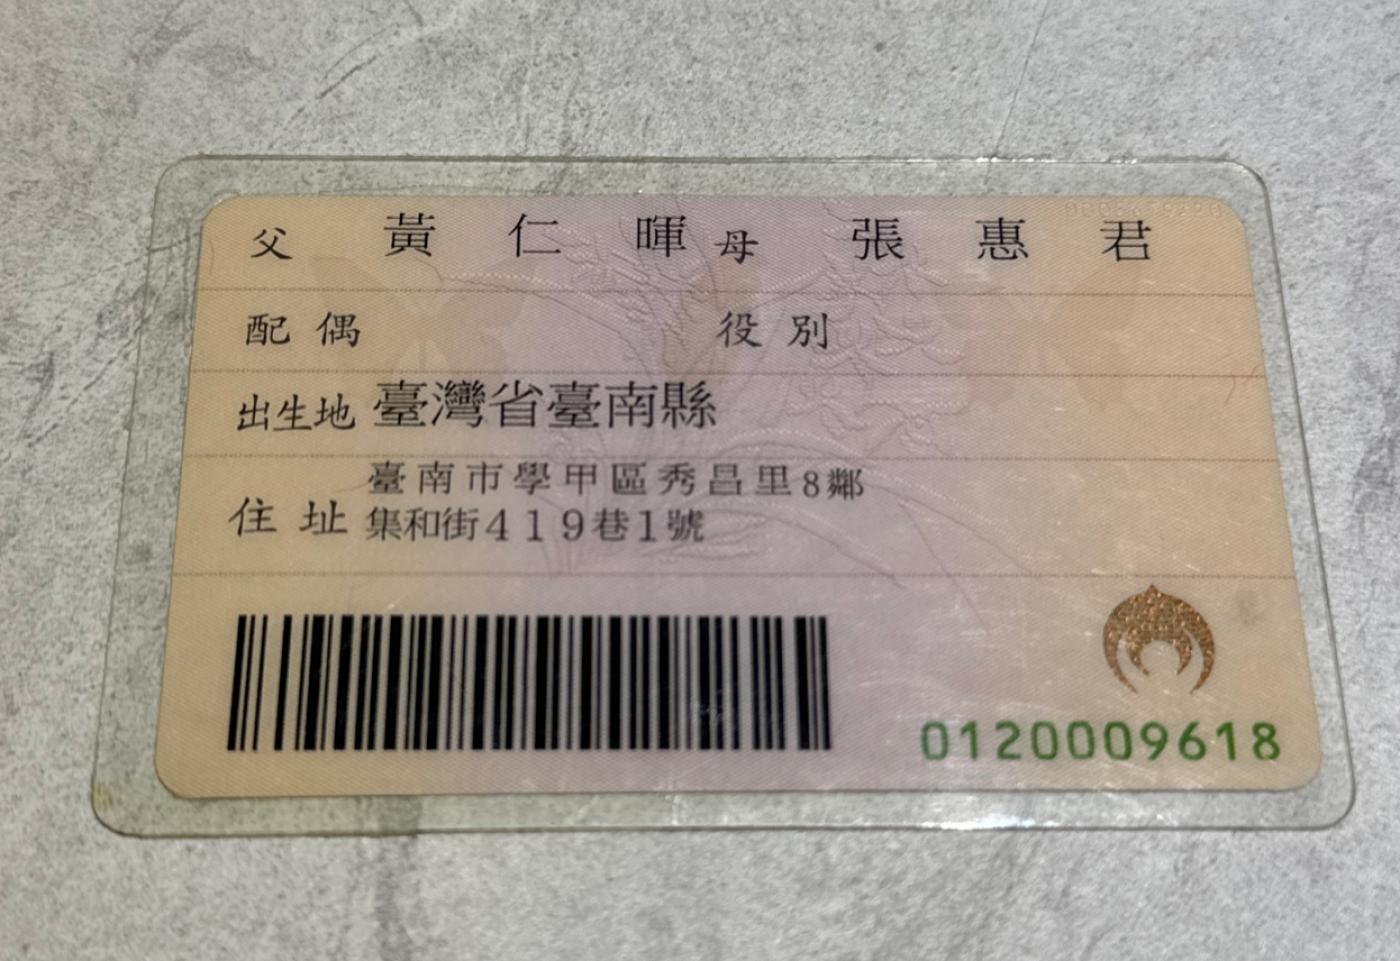 父 黃仁暉 母 張惠君
配偶 役別
出生地 臺灣省臺南縣
住址 臺南市學甲區秀昌里8鄰
集和街419巷1號
0120009618